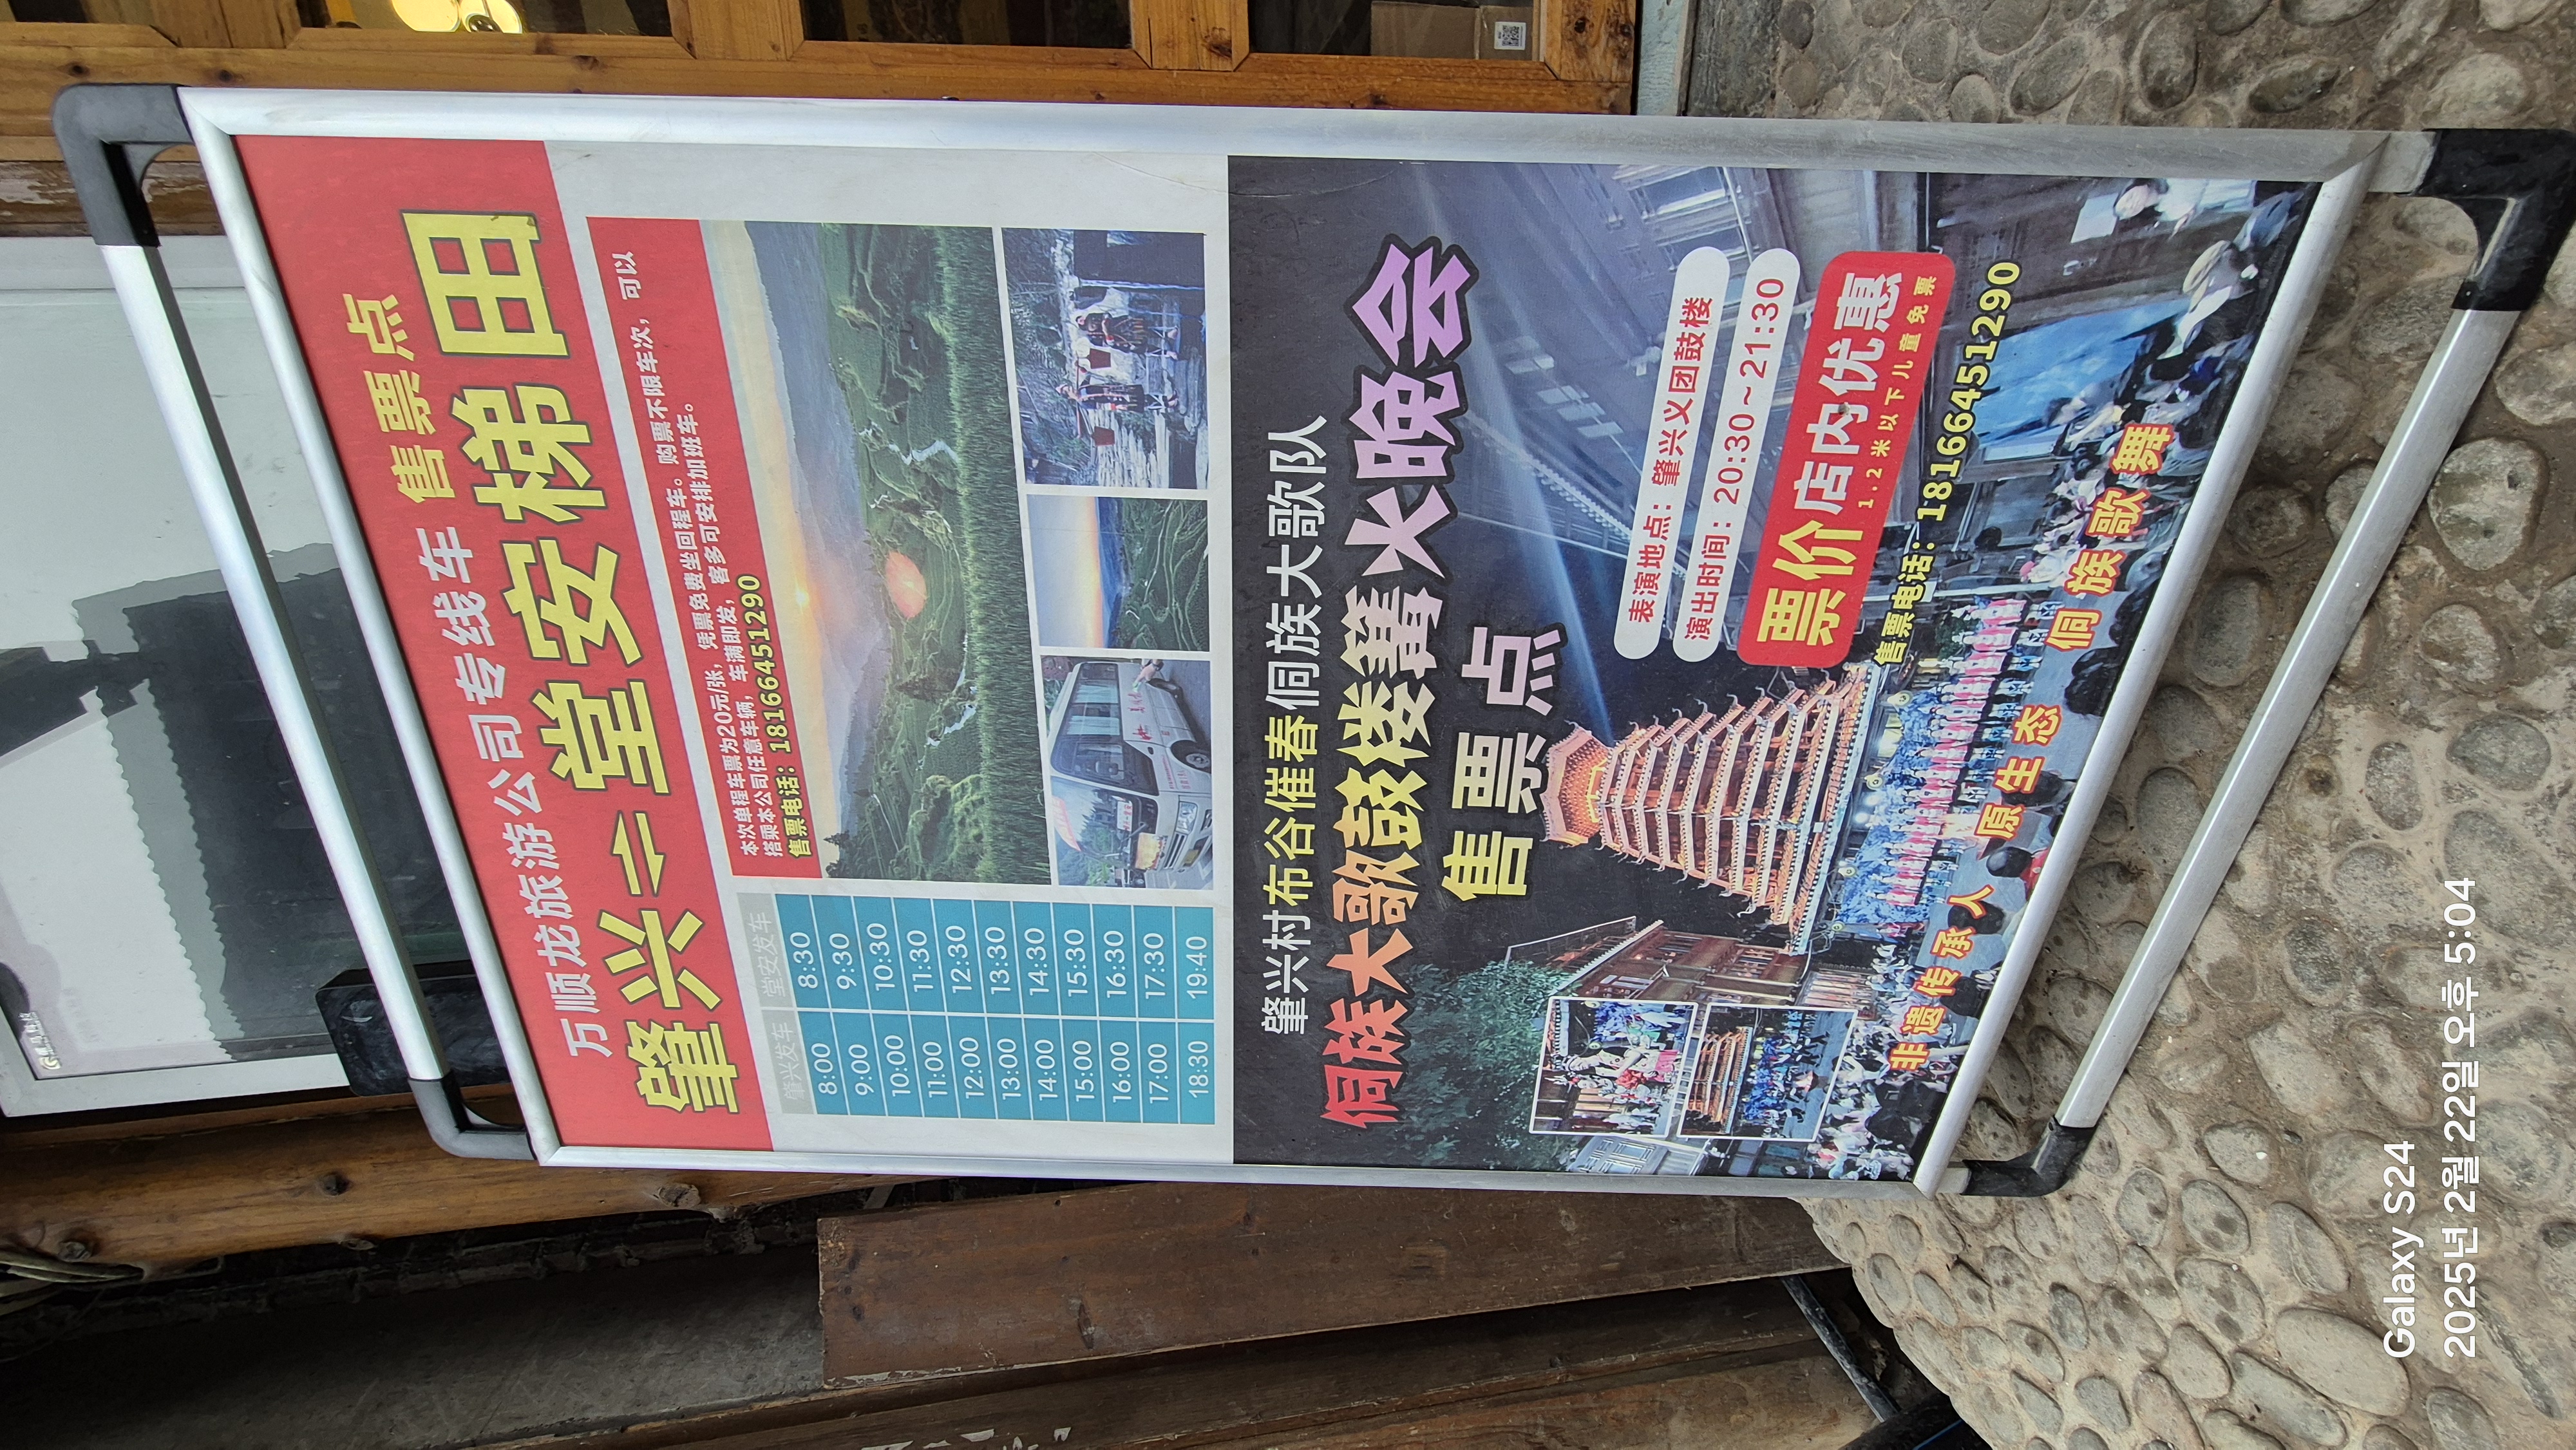 万顺龙旅游公司专线车 售票点
肇兴⇌堂安梯田
本次单程车票为20元/张，凭票免费坐回程车。购票不限车次，可以
搭乘本公司任意车辆，车满即发，客多可安排加班车。
售票电话：18166451290
肇兴发车 堂安发车
8:00 8:30
9:00 9:30
10:00 10:30
11:00 11:30
12:00 12:30
13:00 13:30
14:00 14:30
15:00 15:30
16:00 16:30
17:00 17:30
18:30 19:40
肇兴村布谷催春侗族大歌队
侗族大歌鼓楼篝火晚会
售票点
表演地点：肇兴义团鼓楼
演出时间：20:30~21:30
票价店内优惠
1.2米以下儿童免票
售票电话：18166451290
非遗传承人 原生态 侗族歌舞
Galaxy S24
2025년 2월 22일 오후 5:04